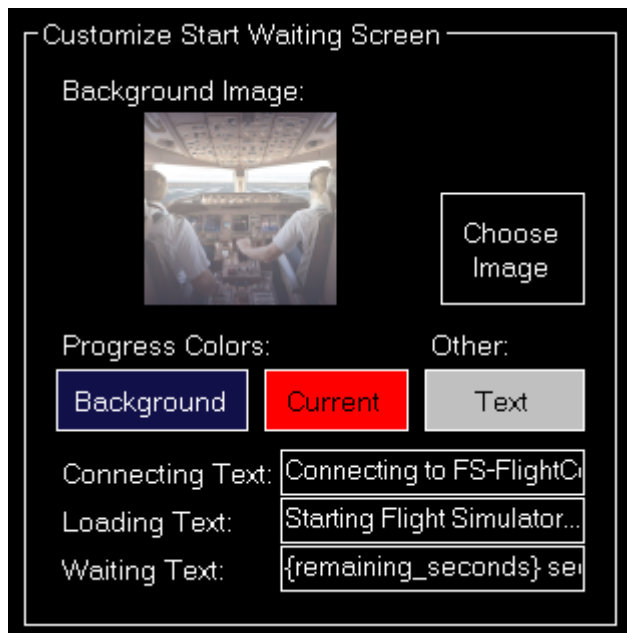 Customize Start Waiting Screen
Background Image:
Choose
Image
Progress Colors:
Other:
Background
Current
Text
Connecting Text:
Connecting to FS-FlightC
Loading Text:
Starting Flight Simulator...
Waiting Text:
{remaining_seconds} se